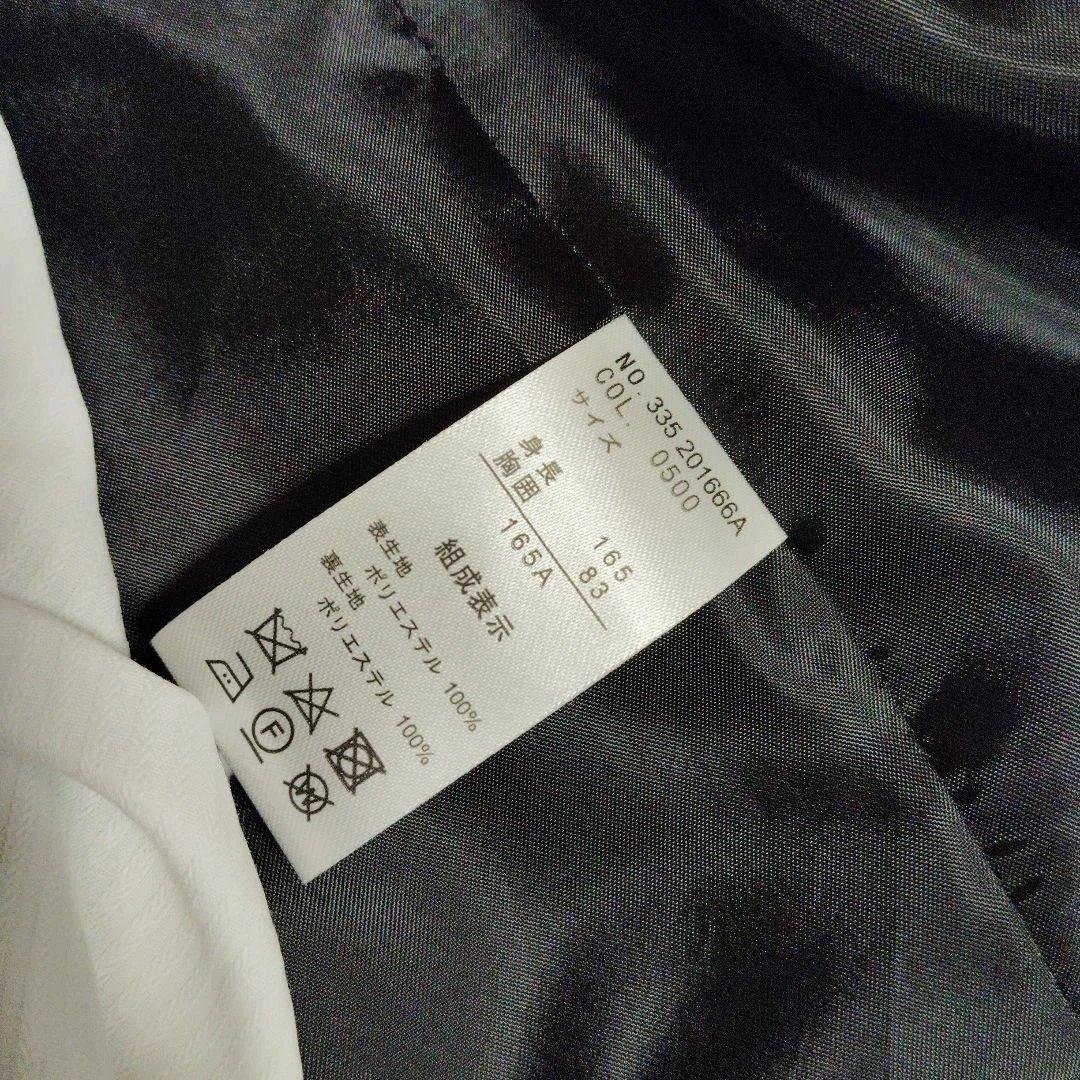 NO. 335 201666A
COL. 0500
サイズ
身長 165
胸囲 83
165A
組成表示
表生地
ポリエステル 100%
裏生地
ポリエステル 100%
F
W